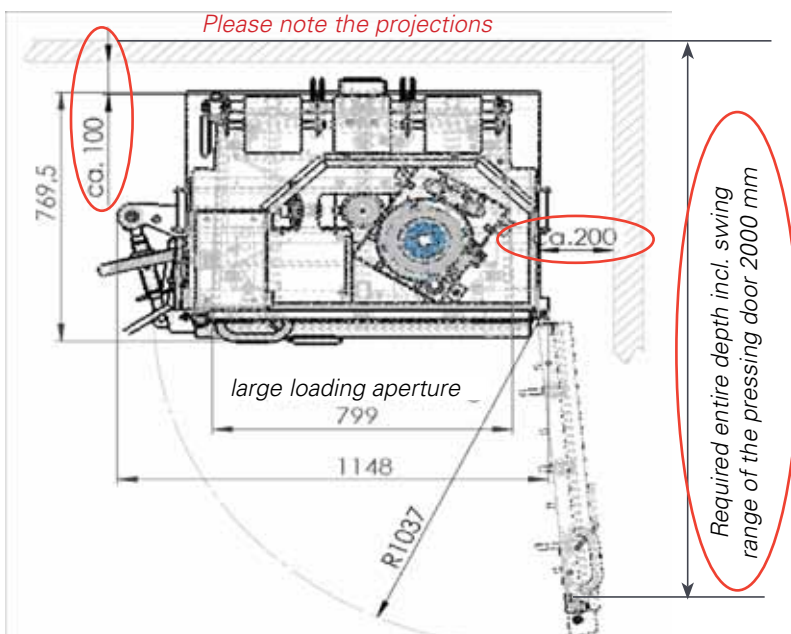 Please note the projections
ca. 100
769,5
ca.200
large loading aperture
799
1148
R1037
Required entire depth incl. swing
range of the pressing door 2000 mm